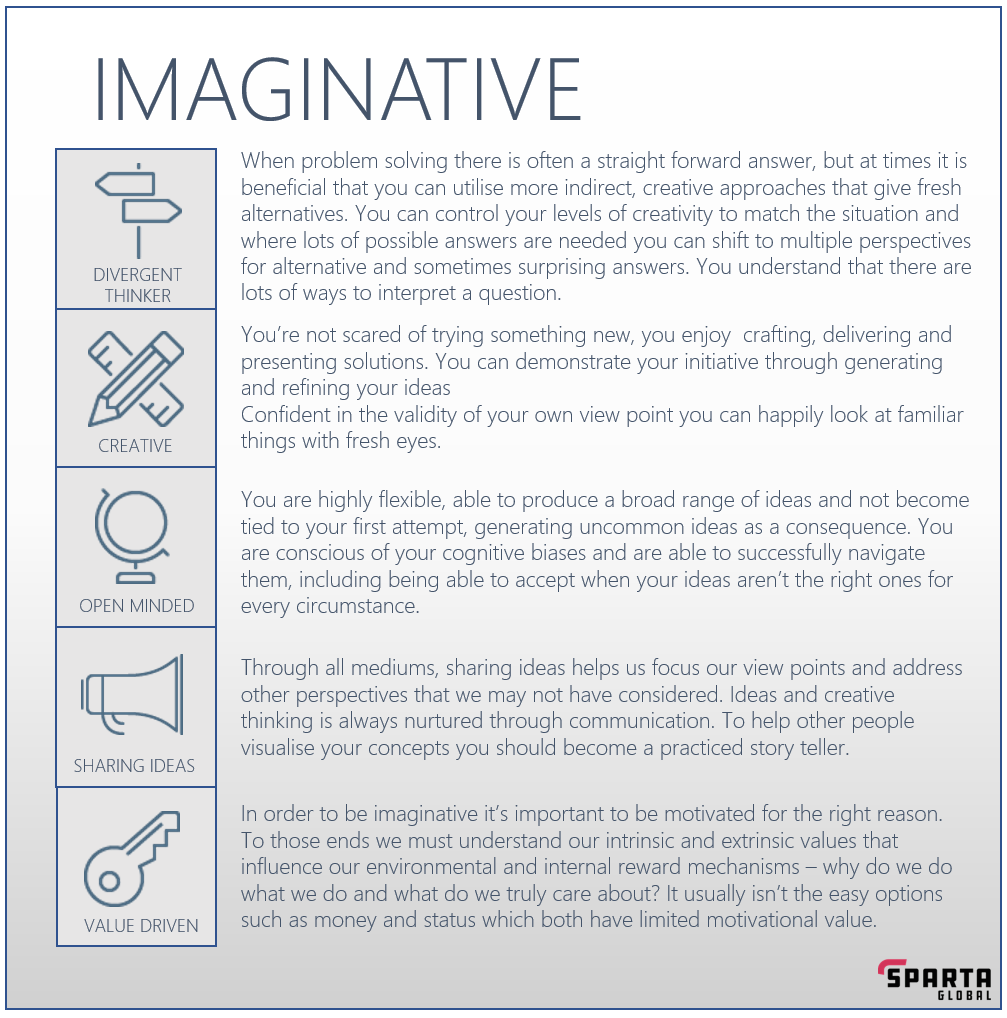 IMAGINATIVE
DIVERGENT
THINKER
When problem solving there is often a straight forward answer, but at times it is
beneficial that you can utilise more indirect, creative approaches that give fresh
alternatives. You can control your levels of creativity to match the situation and
where lots of possible answers are needed you can shift to multiple perspectives
for alternative and sometimes surprising answers. You understand that there are
lots of ways to interpret a question.
CREATIVE
You're not scared of trying something new, you enjoy  crafting, delivering and
presenting solutions. You can demonstrate your initiative through generating
and refining your ideas
Confident in the validity of your own view point you can happily look at familiar
things with fresh eyes.
OPEN MINDED
You are highly flexible, able to produce a broad range of ideas and not become
tied to your first attempt, generating uncommon ideas as a consequence. You
are conscious of your cognitive biases and are able to successfully navigate
them, including being able to accept when your ideas aren't the right ones for
every circumstance.
SHARING IDEAS
Through all mediums, sharing ideas helps us focus our view points and address
other perspectives that we may not have considered. Ideas and creative
thinking is always nurtured through communication. To help other people
visualise your concepts you should become a practiced story teller.
VALUE DRIVEN
In order to be imaginative it's important to be motivated for the right reason.
To those ends we must understand our intrinsic and extrinsic values that
influence our environmental and internal reward mechanisms – why do we do
what we do and what do we truly care about? It usually isn't the easy options
such as money and status which both have limited motivational value.
SPARTA
GLOBAL